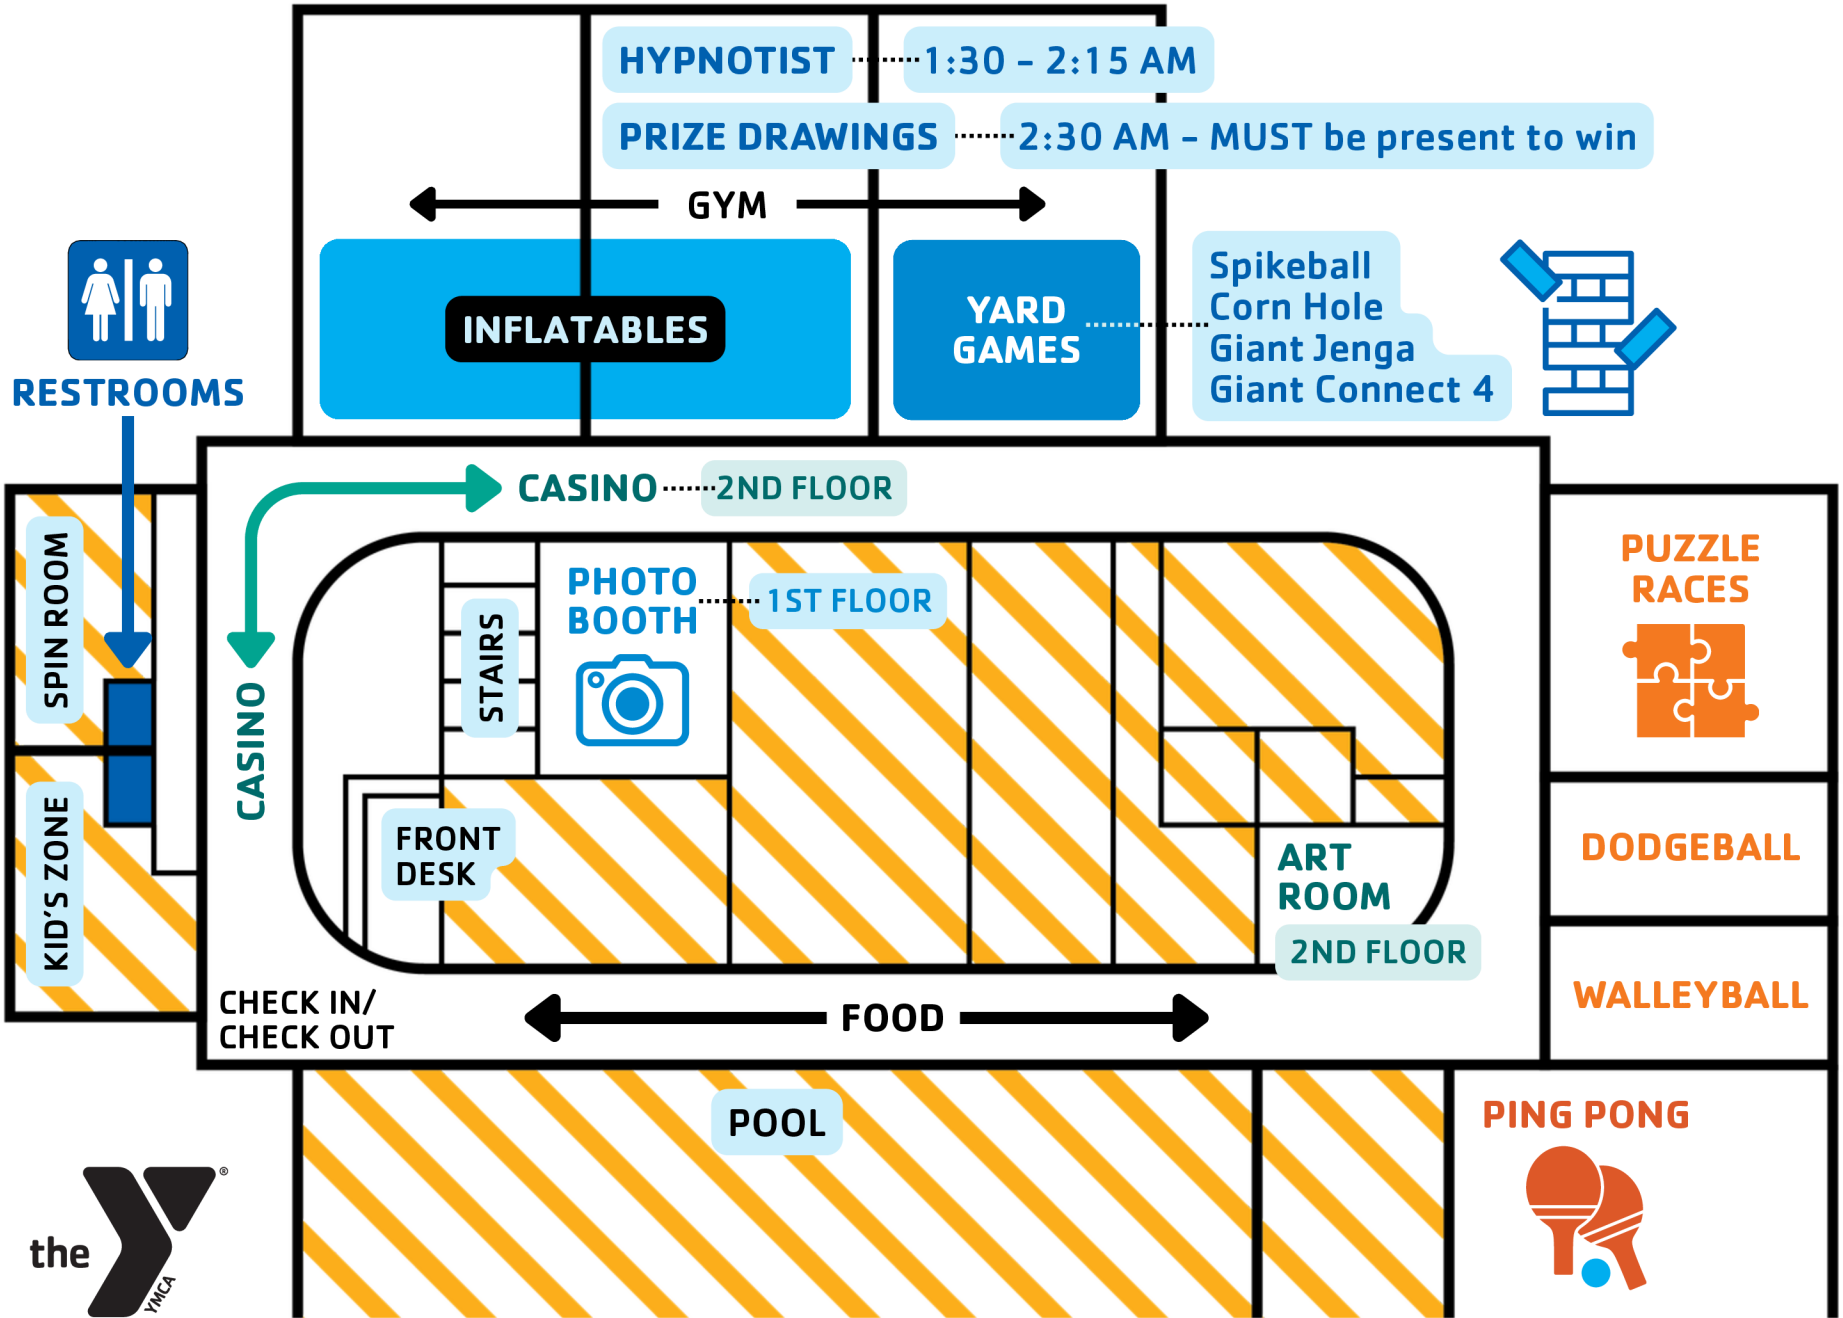 HYPNOTIST 1:30 – 2:15 AM
PRIZE DRAWINGS 2:30 AM – MUST be present to win
GYM
INFLATABLES
YARD
GAMES
Spikeball
Corn Hole
Giant Jenga
Giant Connect 4
RESTROOMS
CASINO 2ND FLOOR
SPIN ROOM
KID'S ZONE
CASINO
STAIRS
PHOTO
BOOTH
1ST FLOOR
FRONT
DESK
ART
ROOM
2ND FLOOR
PUZZLE
RACES
DODGEBALL
WALLEYBALL
CHECK IN/
CHECK OUT
FOOD
POOL
PING PONG
the
YMCA
®